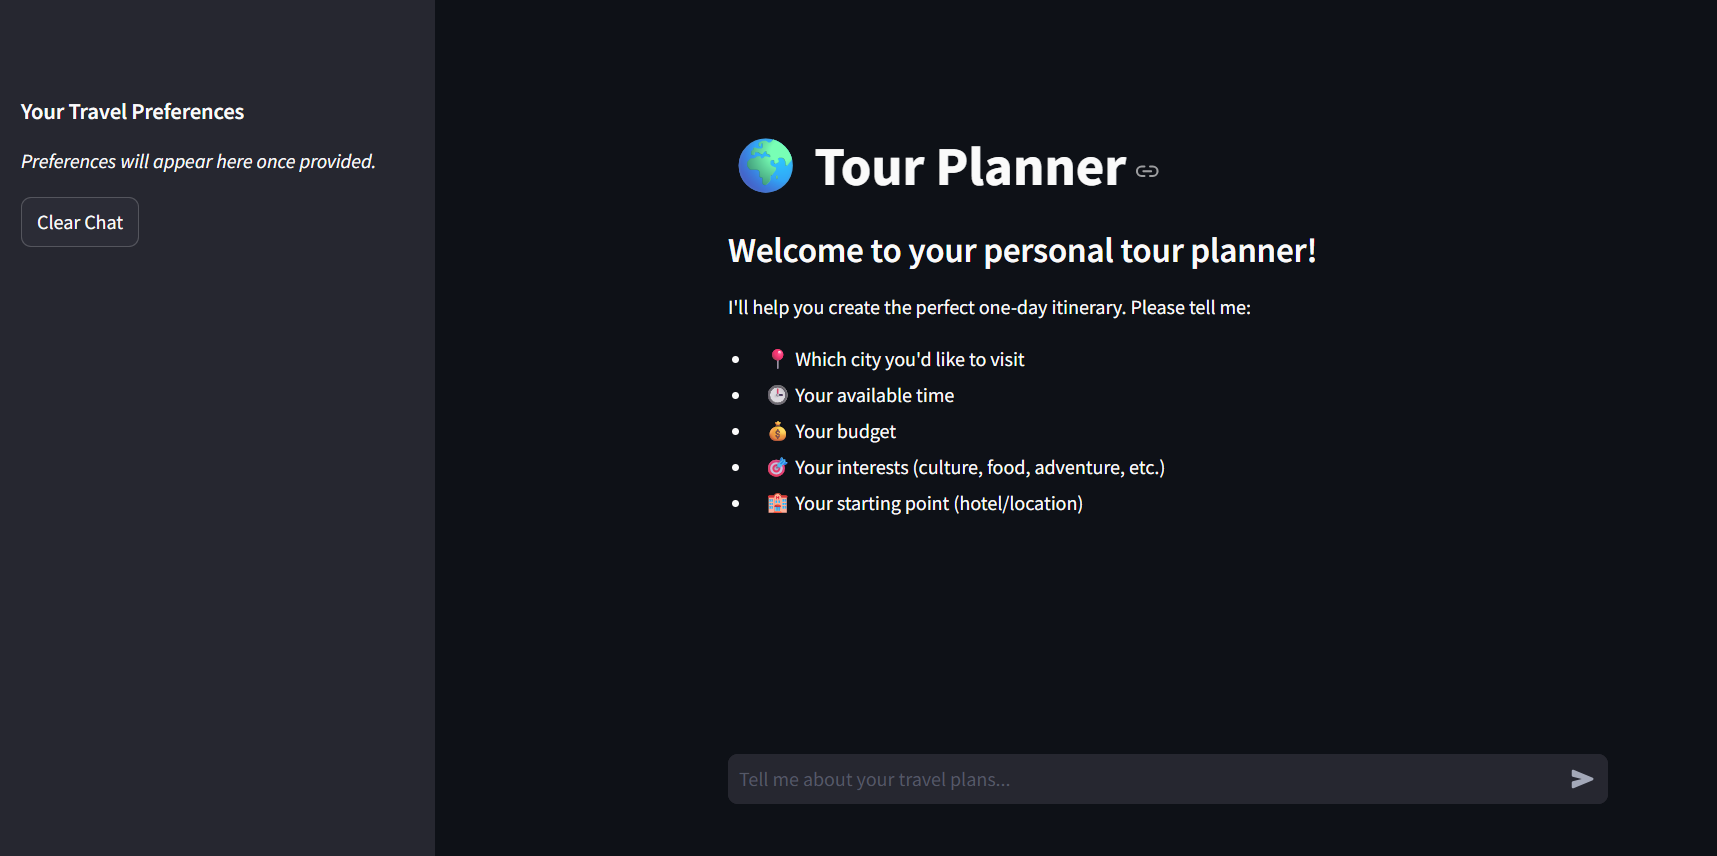 Your Travel Preferences
Preferences will appear here once provided.
Clear Chat
Tour Planner
Welcome to your personal tour planner!
I'll help you create the perfect one-day itinerary. Please tell me:
Which city you'd like to visit
Your available time
Your budget
Your interests (culture, food, adventure, etc.)
Your starting point (hotel/location)
Tell me about your travel plans...